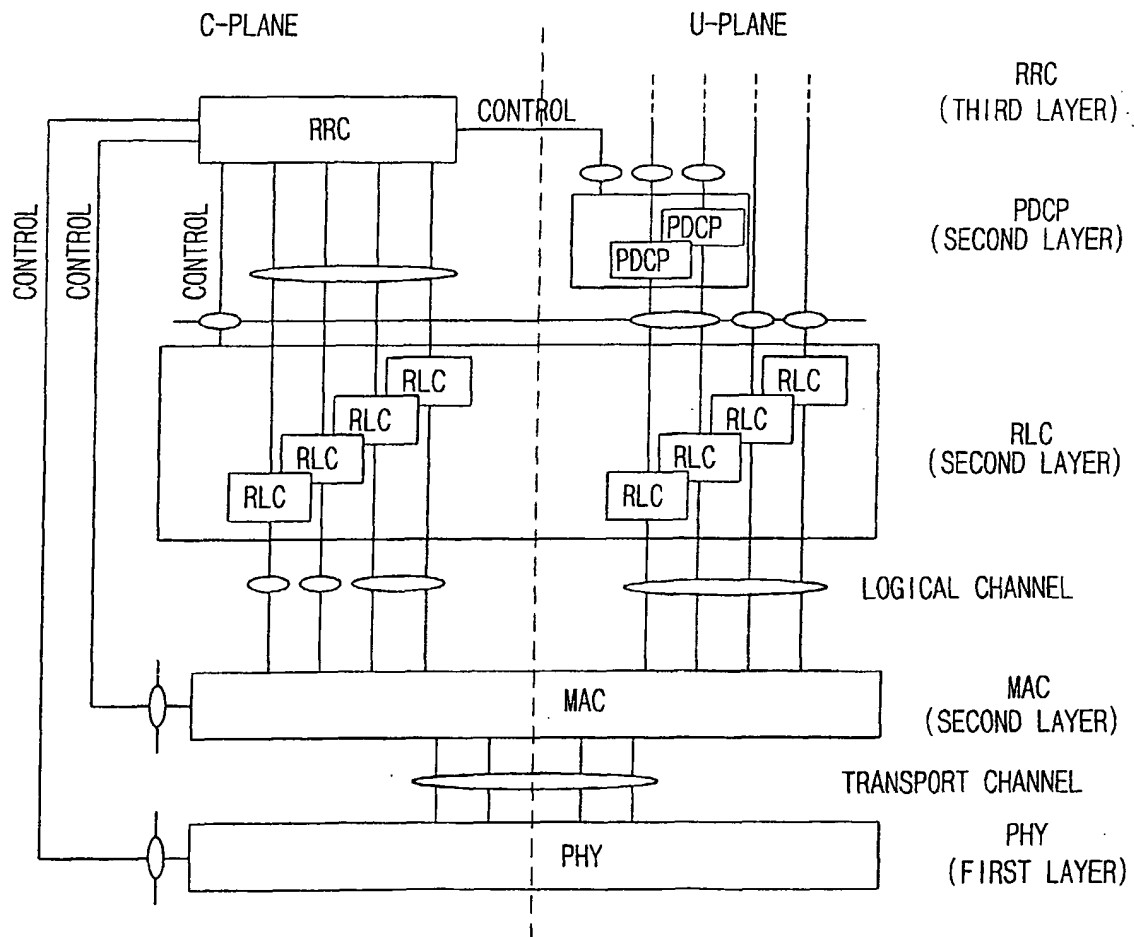 C-PLANE
U-PLANE
RRC
(THIRD LAYER)
RRC
CONTROL
CONTROL
CONTROL
CONTROL
PDCP
PDCP
PDCP
(SECOND LAYER)
RLC
RLC
RLC
RLC
RLC
RLC
RLC
RLC
RLC
(SECOND LAYER)
LOGICAL CHANNEL
MAC
MAC
(SECOND LAYER)
TRANSPORT CHANNEL
PHY
PHY
(FIRST LAYER)